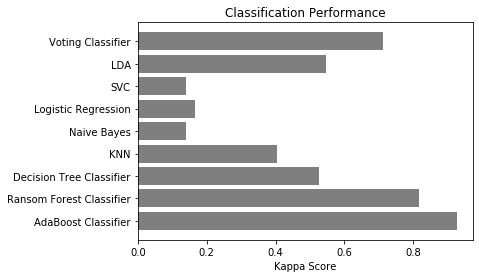 Classification Performance
Voting Classifier
LDA
SVC
Logistic Regression
Naive Bayes
KNN
Decision Tree Classifier
Ransom Forest Classifier
AdaBoost Classifier
0.0 0.2 0.4 0.6 0.8
Kappa Score